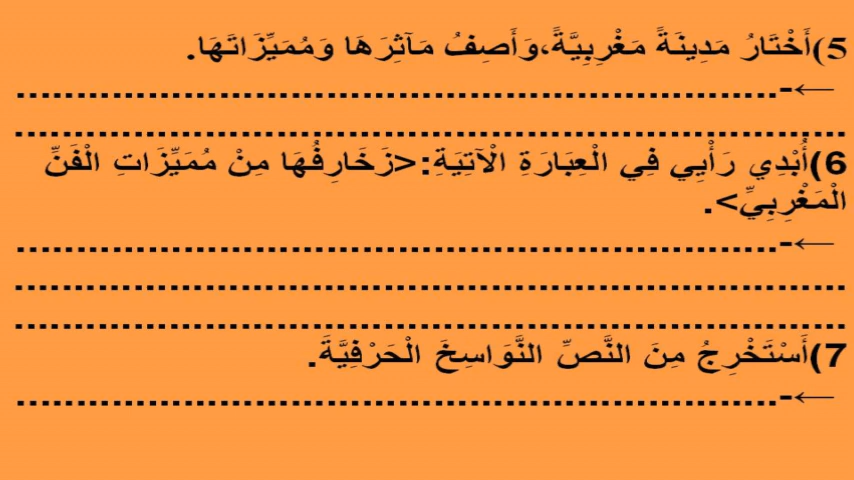 5)أَخْتَارُ مَدِينَةً مَغْرِبِيَّةً،وَأَصِفُ مَآثِرَهَا وَمُمَيِّزَاتَهَا.
←-...............................................................
.....................................................................
6)أُبْدِي رَأْيِي فِي الْعِبَارَةِ الْآتِيَةِ:<زَخَارِفُهَا مِنْ مُمَيِّزَاتِ الْفَنِّ
الْمَغْرِبِيِّ>.
←-...............................................................
.....................................................................
.....................................................................
7)أَسْتَخْرِجُ مِنَ النَّصِّ النَّوَاسِخَ الْحَرْفِيَّةَ.
←-...............................................................